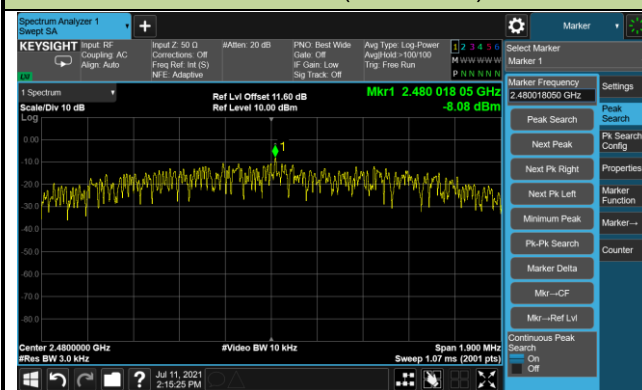 Spectrum Analyzer 1
Swept SA
Marker
KEYSIGHT
Input: RF
Coupling: AC
Align: Auto
Input Z: 50 Ω
Corrections: Off
Freq Ref: Int (S)
NFE: Adaptive
#Atten: 20 dB
PNO: Best Wide
Gate: Off
IF Gain: Low
Sig Track: Off
Avg Type: Log-Power
Avg|Hold:>100/100
Trig: Free Run
1 2 3 4 5 6
M W W W W W
P N N N N N
Select Marker
Marker 1
1 Spectrum
Scale/Div 10 dB
Log
Ref Lvl Offset 11.60 dB
Ref Level 10.00 dBm
Mkr1 2.480 018 05 GHz
-8.08 dBm
1
0.00
-10.0
-20.0
-30.0
-40.0
-50.0
-60.0
-70.0
-80.0
Center 2.4800000 GHz
#Res BW 3.0 kHz
#Video BW 10 kHz
Span 1.900 MHz
Sweep 1.07 ms (2001 pts)
Marker Frequency
2.480018050 GHz
Peak Search
Next Peak
Next Pk Right
Next Pk Left
Minimum Peak
Pk-Pk Search
Marker Delta
Mkr→CF
Mkr→Ref Lvl
Continuous Peak
Search
On
Off
Settings
Peak
Search
Pk Search
Config
Properties
Marker
Function
Marker→
Counter
?
Jul 11, 2021
2:15:25 PM